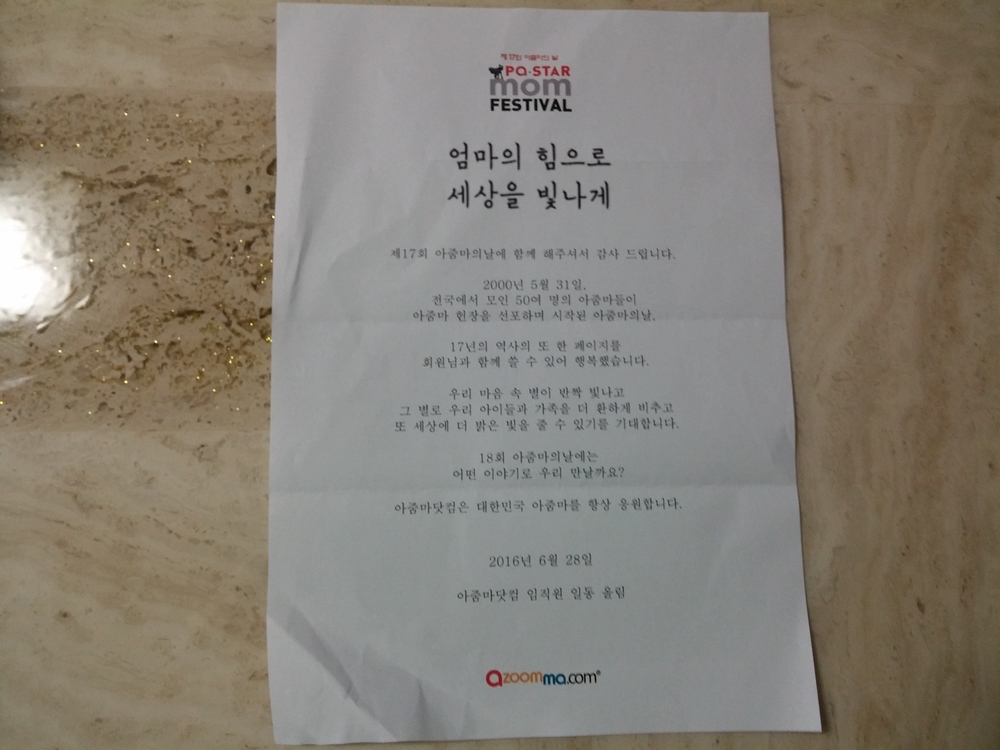 제17회 아줌마의 날
PA·STAR
mom
FESTIVAL
엄마의 힘으로
세상을 빛나게
제17회 아줌마의날에 함께 해주셔서 감사 드립니다.
2000년 5월 31일.
전국에서 모인 50여 명의 아줌마들이
아줌마 헌장을 선포하며 시작된 아줌마의날.
17년의 역사의 또 한 페이지를
회원님과 함께 쓸 수 있어 행복했습니다.
우리 마음 속 별이 반짝 빛나고
그 별로 우리 아이들과 가족을 더 환하게 비추고
또 세상에 더 밝은 빛을 줄 수 있기를 기대합니다.
18회 아줌마의날에는
어떤 이야기로 우리 만날까요?
아줌마닷컴은 대한민국 아줌마를 항상 응원합니다.
2016년 6월 28일
아줌마닷컴 임직원 일동 올림
azoomma.com®